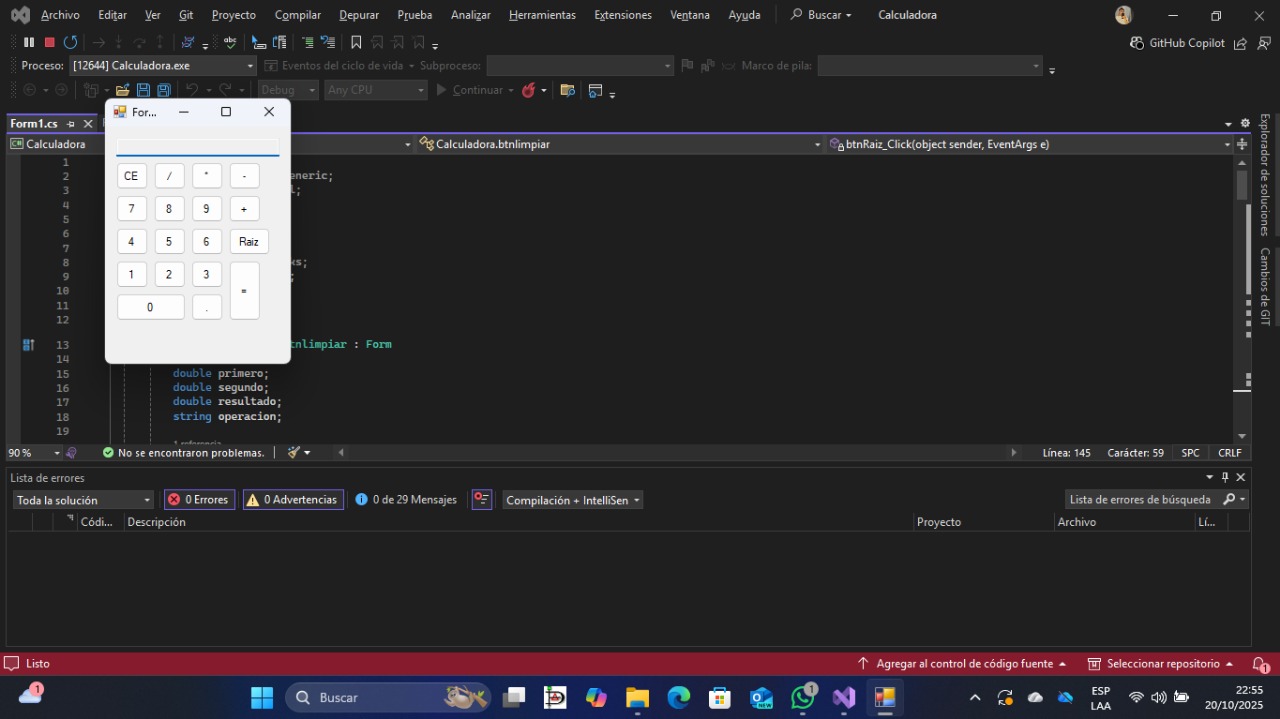 Archivo Editar Ver Git Proyecto Compilar Depurar Prueba Analizar Herramientas Extensiones Ventana Ayuda Buscar Calculadora
GitHub Copilot
Proceso: [12644] Calculadora.exe Eventos del ciclo de vida Subproceso: Marco de pila:
Debug Any CPU Continuar
Form1.cs
For...
Calculadora Calculadora.btnlimpiar btnRaiz_Click(object sender, EventArgs e)
1
2 eneric;
3 l;
4
5
6
7
8 ks;
9 ;
10
11
12
13 tnlimpiar : Form
14
15 double primero;
16 double segundo;
17 double resultado;
18 string operacion;
19
1 referencia
CE / * -
7 8 9 +
4 5 6 Raiz
1 2 3 =
0 .
90 % No se encontraron problemas. Línea: 145 Carácter: 59 SPC CRLF
Lista de errores
Toda la solución 0 Errores 0 Advertencias 0 de 29 Mensajes Compilación + IntelliSen Lista de errores de búsqueda
Códi... Descripción Proyecto Archivo Lí...
Explorador de soluciones
Cambios de GIT
Listo Agregar al control de código fuente Seleccionar repositorio 1
1 Buscar NEW 1 ESP 22:55
LAA 20/10/2025